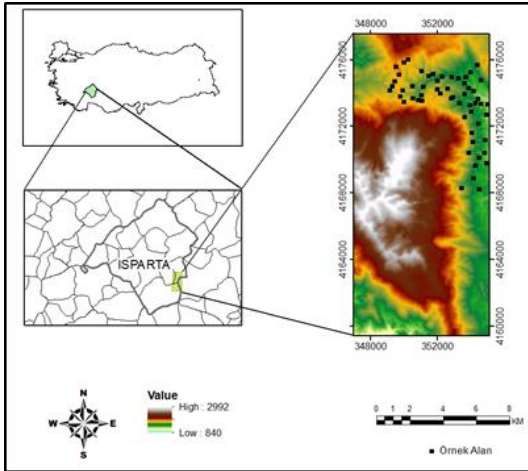 348000 352000
4176000 4176000
4172000 4172000
4168000 4168000
4164000 4164000
4160000 4160000
348000 352000
ISPARTA
N
W E
S
Value
High : 2992
Low : 840
0 1 2 4 6 8
KM
Örnek Alan